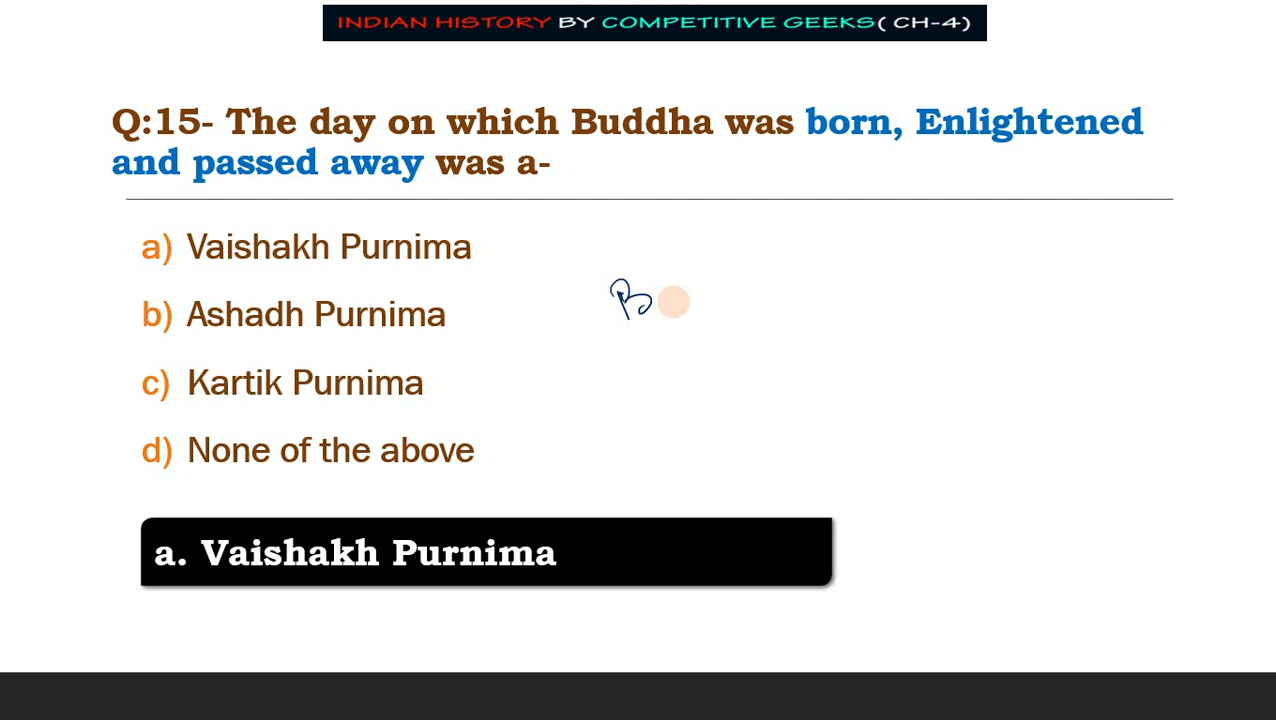 INDIAN HISTORY BY COMPETITIVE GEEKS( CH-4)
Q:15- The day on which Buddha was born, Enlightened
and passed away was a-
a) Vaishakh Purnima
B
b) Ashadh Purnima
c) Kartik Purnima
d) None of the above
a. Vaishakh Purnima